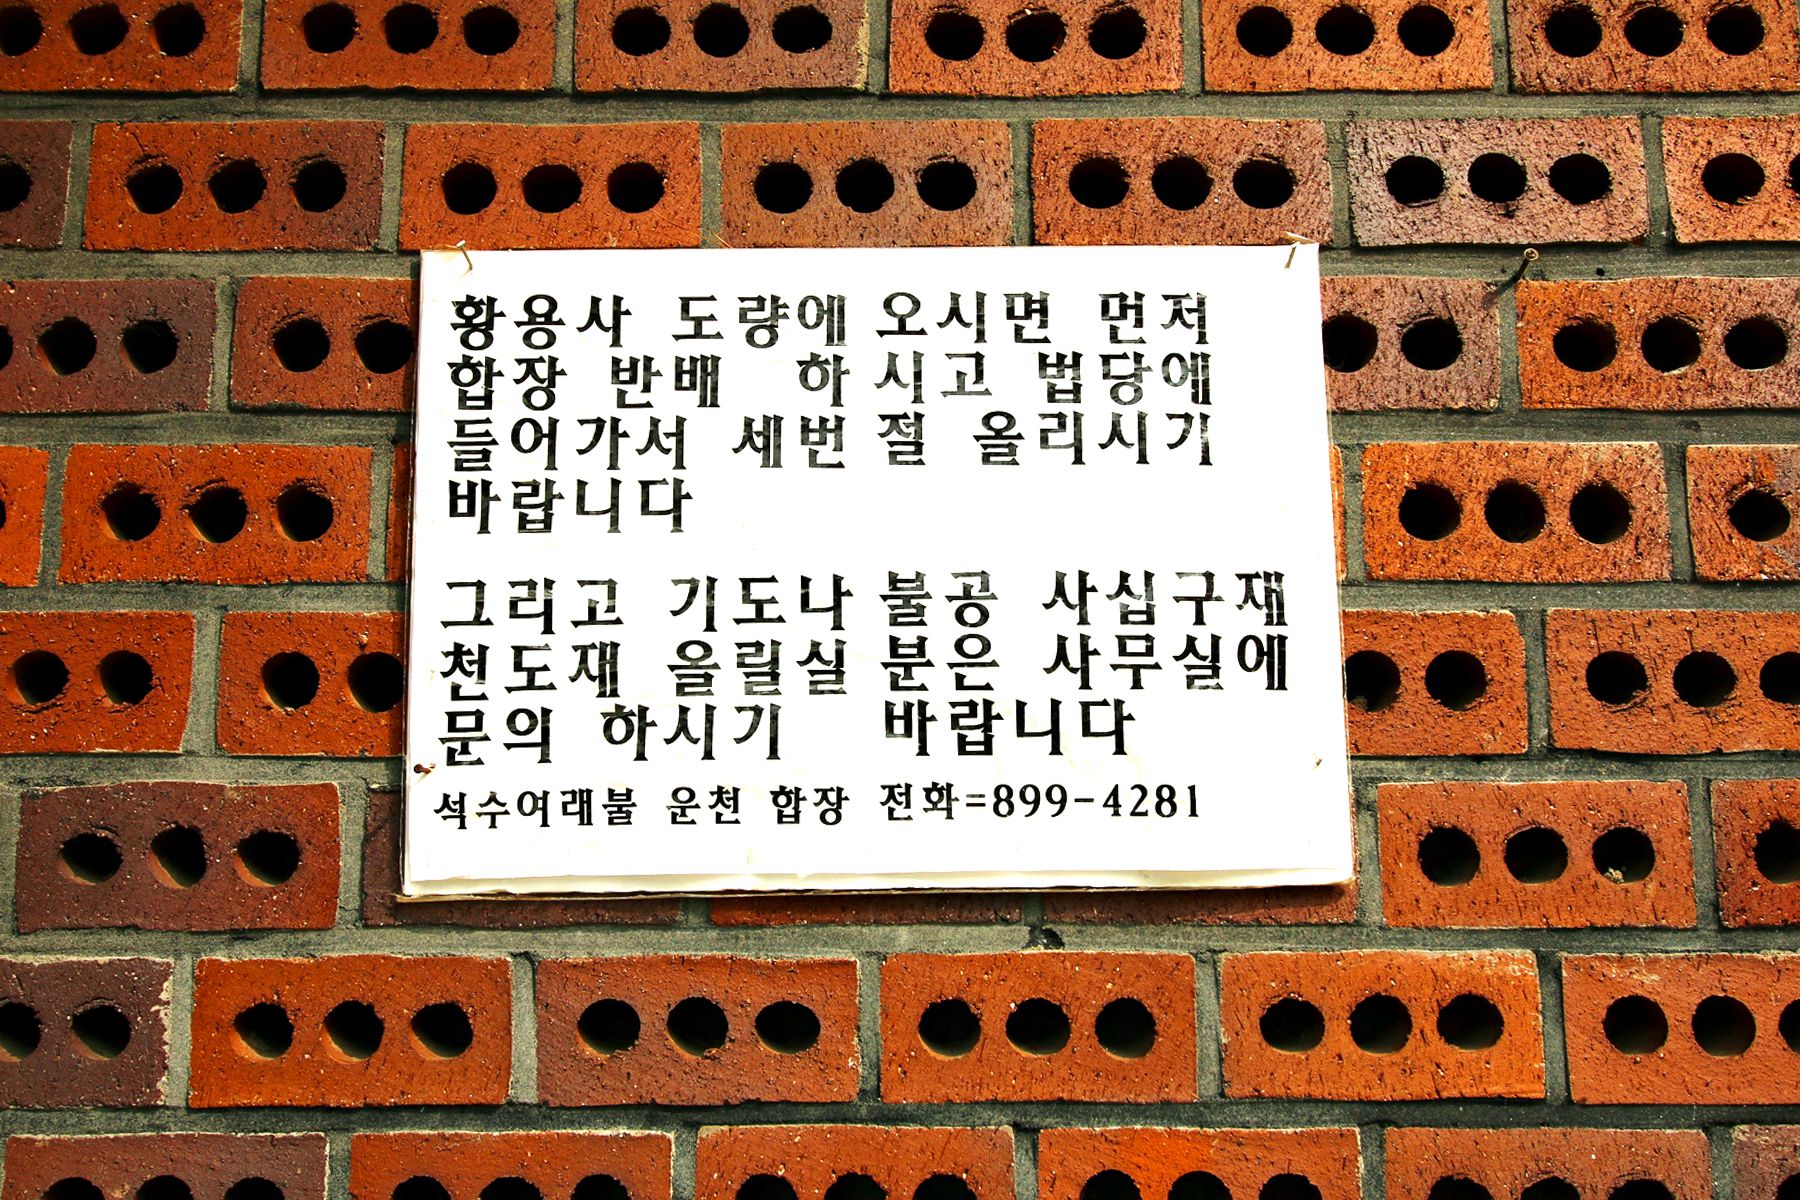 황용사 도량에 오시면 먼저
합장 반배 하시고 법당에
들어가서 세번 절 올리시기
바랍니다
그리고 기도나 불공 사십구재
천도재 올릴실 분은 사무실에
문의 하시기 바랍니다
석수여래불 운천 합장 전화=899-4281